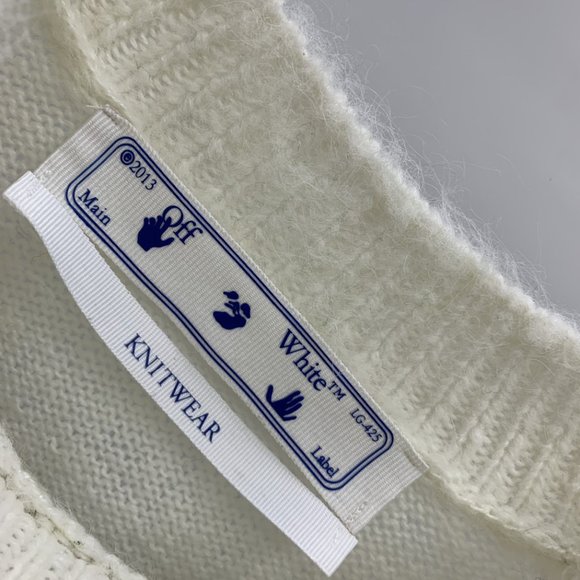 ©2013
Main
Off
White™
LG-425
Label
KNITWEAR